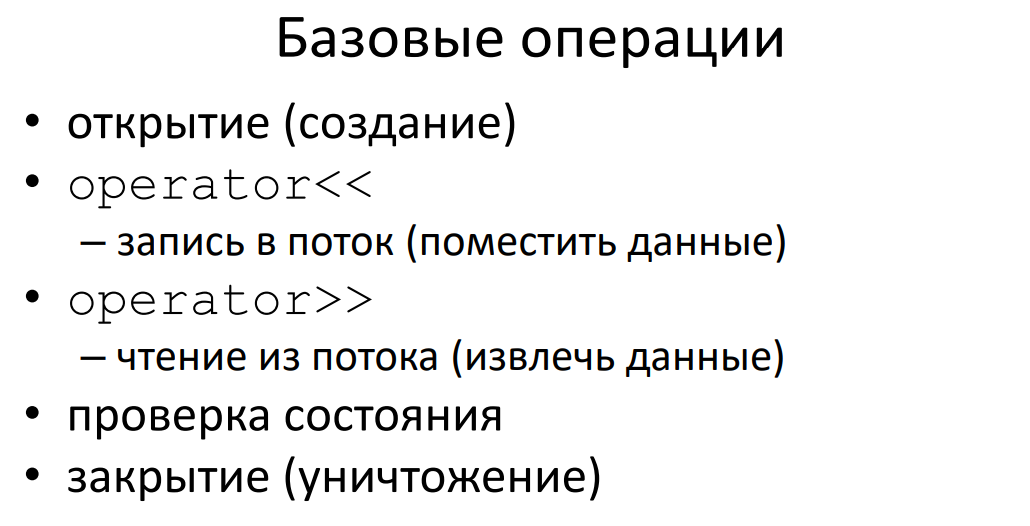 Базовые операции
• открытие (создание)
• operator<<
– запись в поток (поместить данные)
• operator>>
– чтение из потока (извлечь данные)
• проверка состояния
• закрытие (уничтожение)